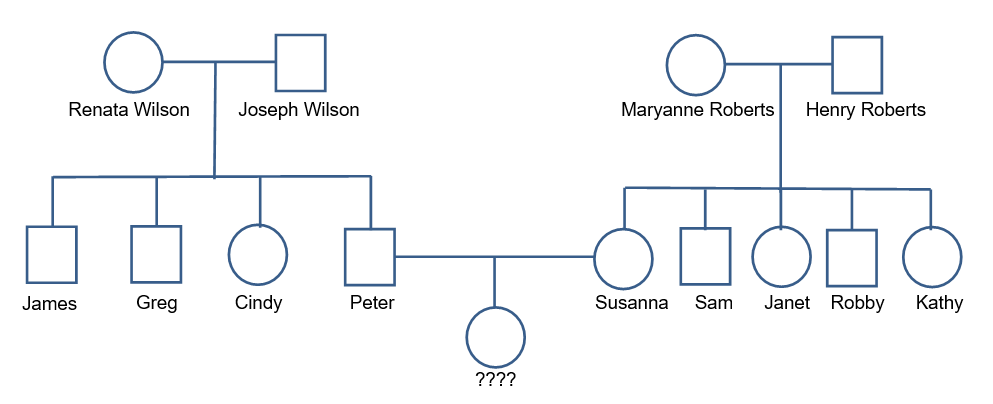 Renata Wilson
Joseph Wilson
Maryanne Roberts
Henry Roberts
James
Greg
Cindy
Peter
Susanna
Sam
Janet
Robby
Kathy
????